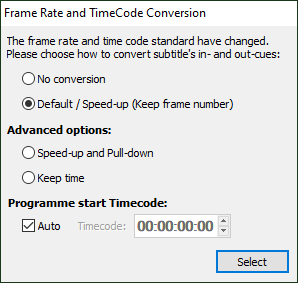 Frame Rate and TimeCode Conversion
The frame rate and time code standard have changed.
Please choose how to convert subtitle's in- and out-cues:
No conversion
Default / Speed-up (Keep frame number)
Advanced options:
Speed-up and Pull-down
Keep time
Programme start Timecode:
Auto Timecode: 00:00:00:00
Select